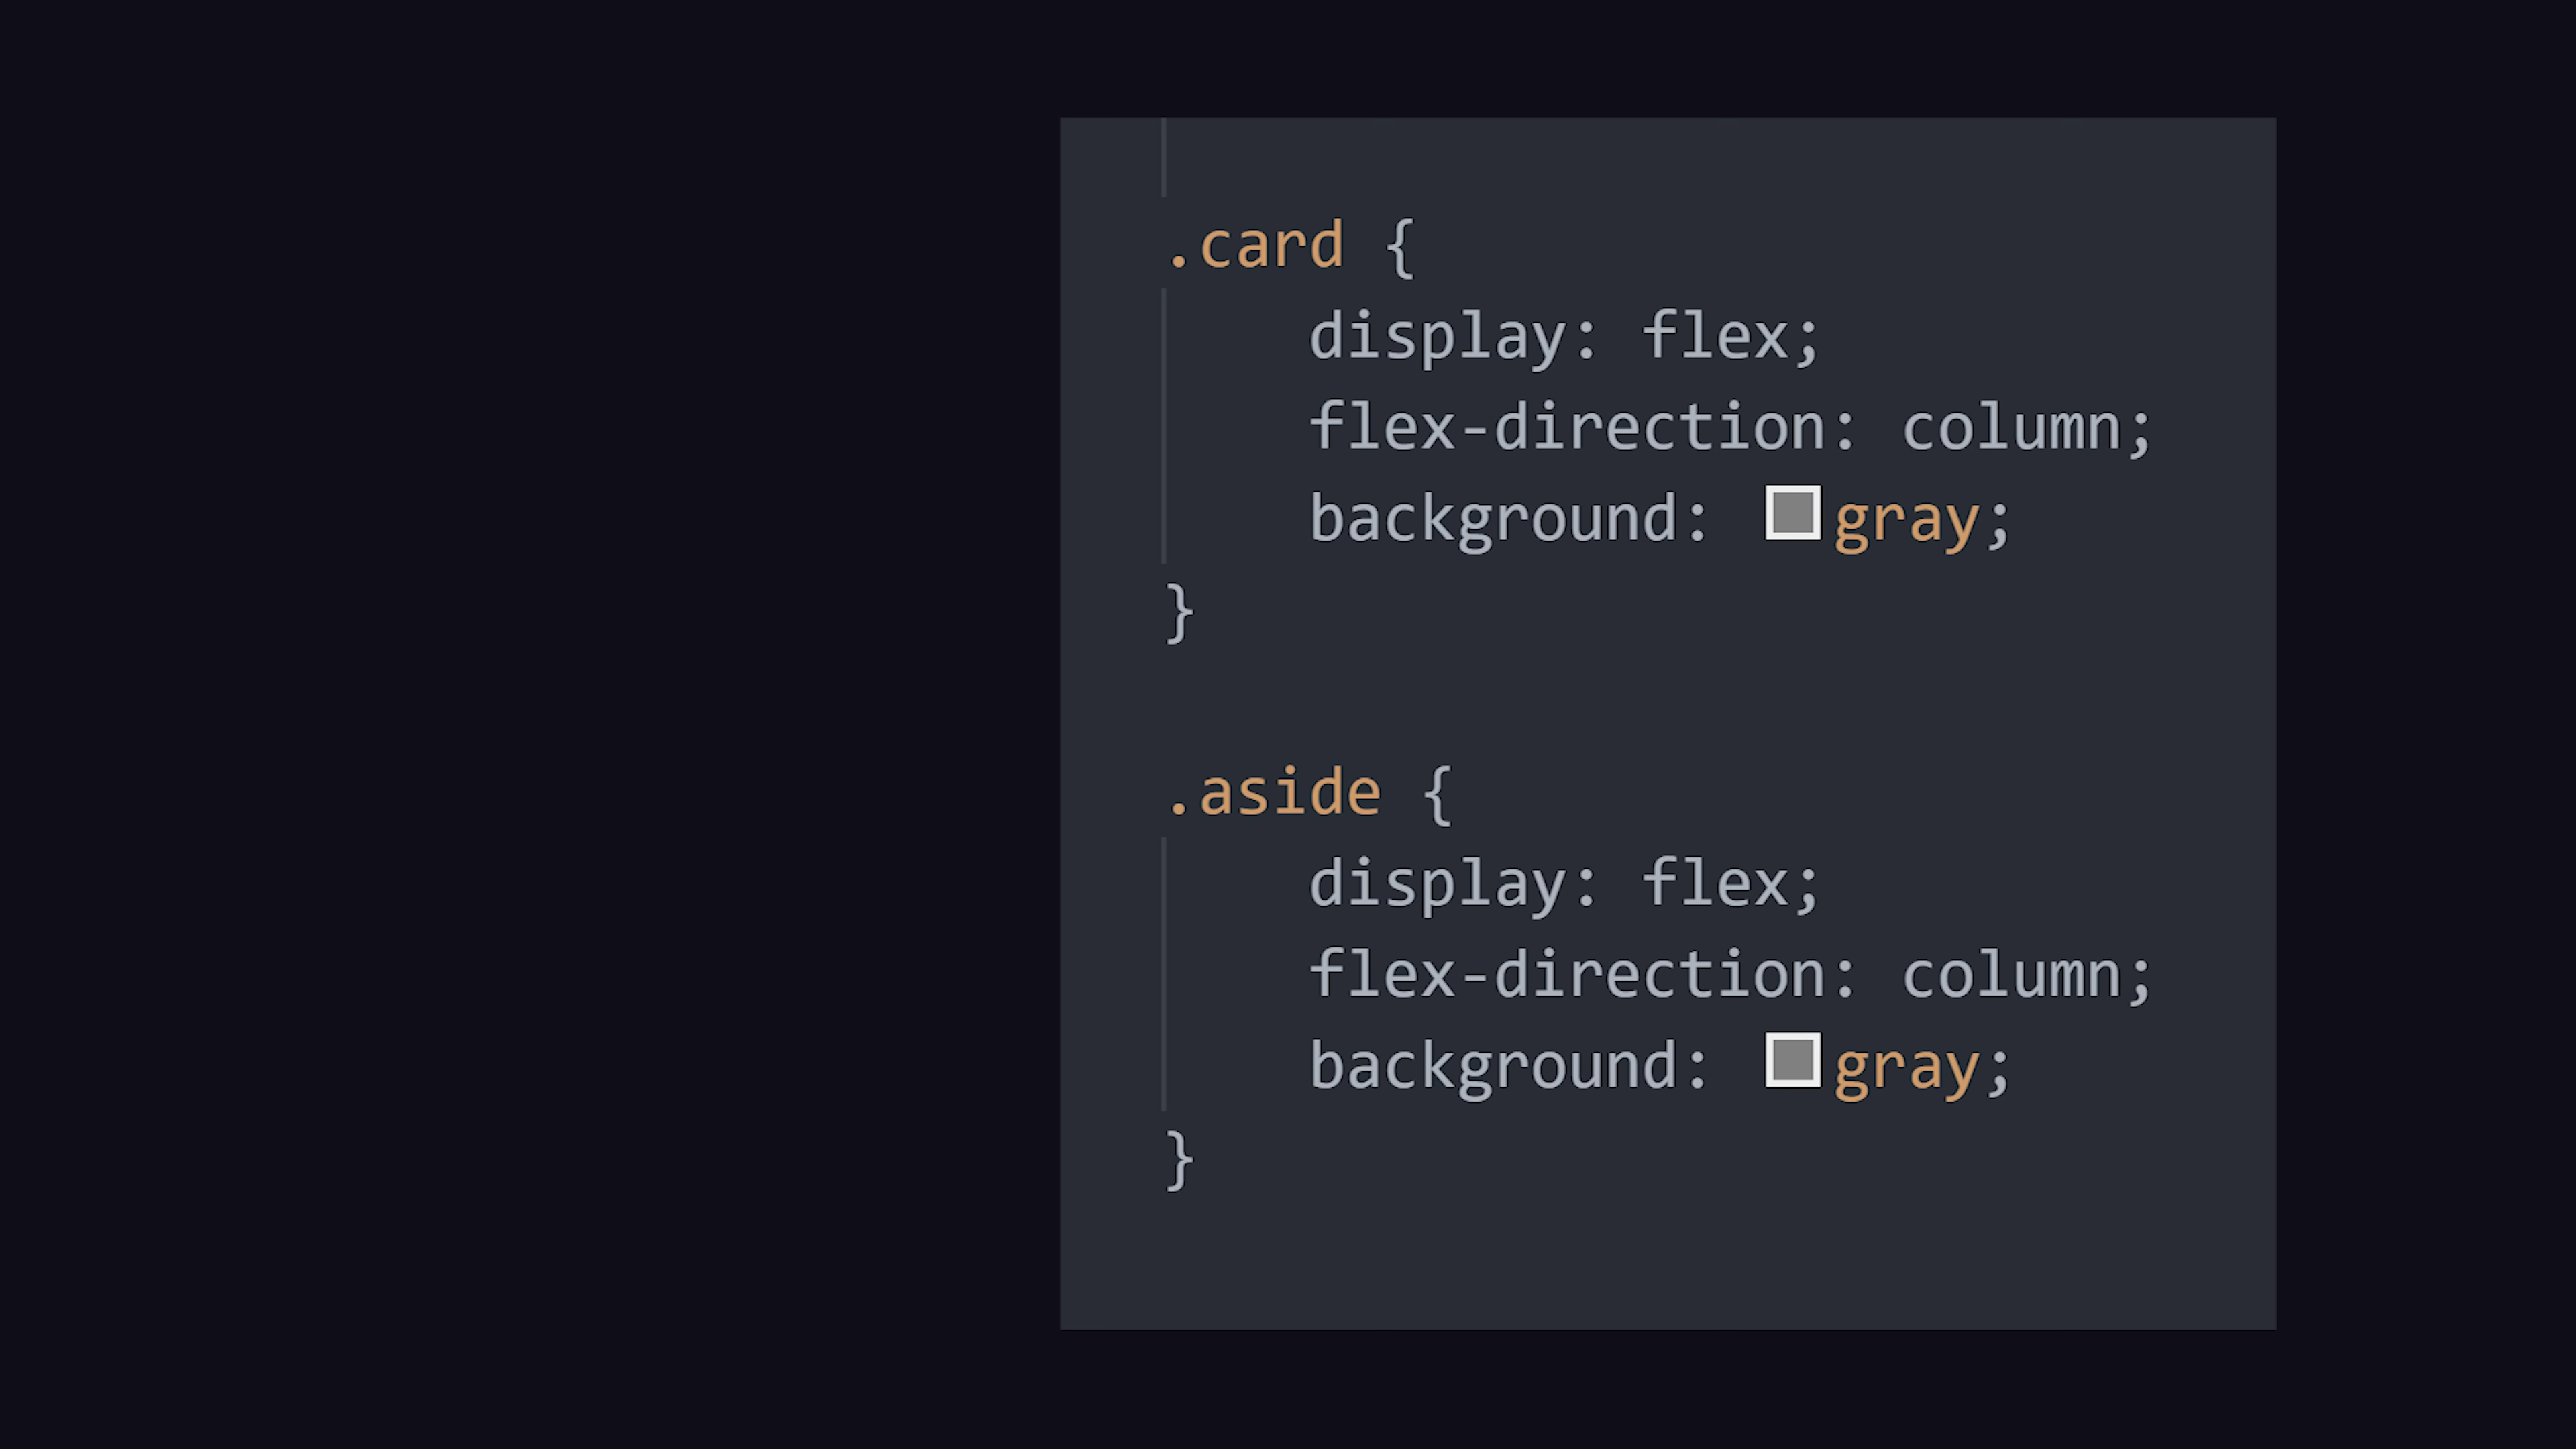 .card {
display: flex;
flex-direction: column;
background: gray;
}
.aside {
display: flex;
flex-direction: column;
background: gray;
}